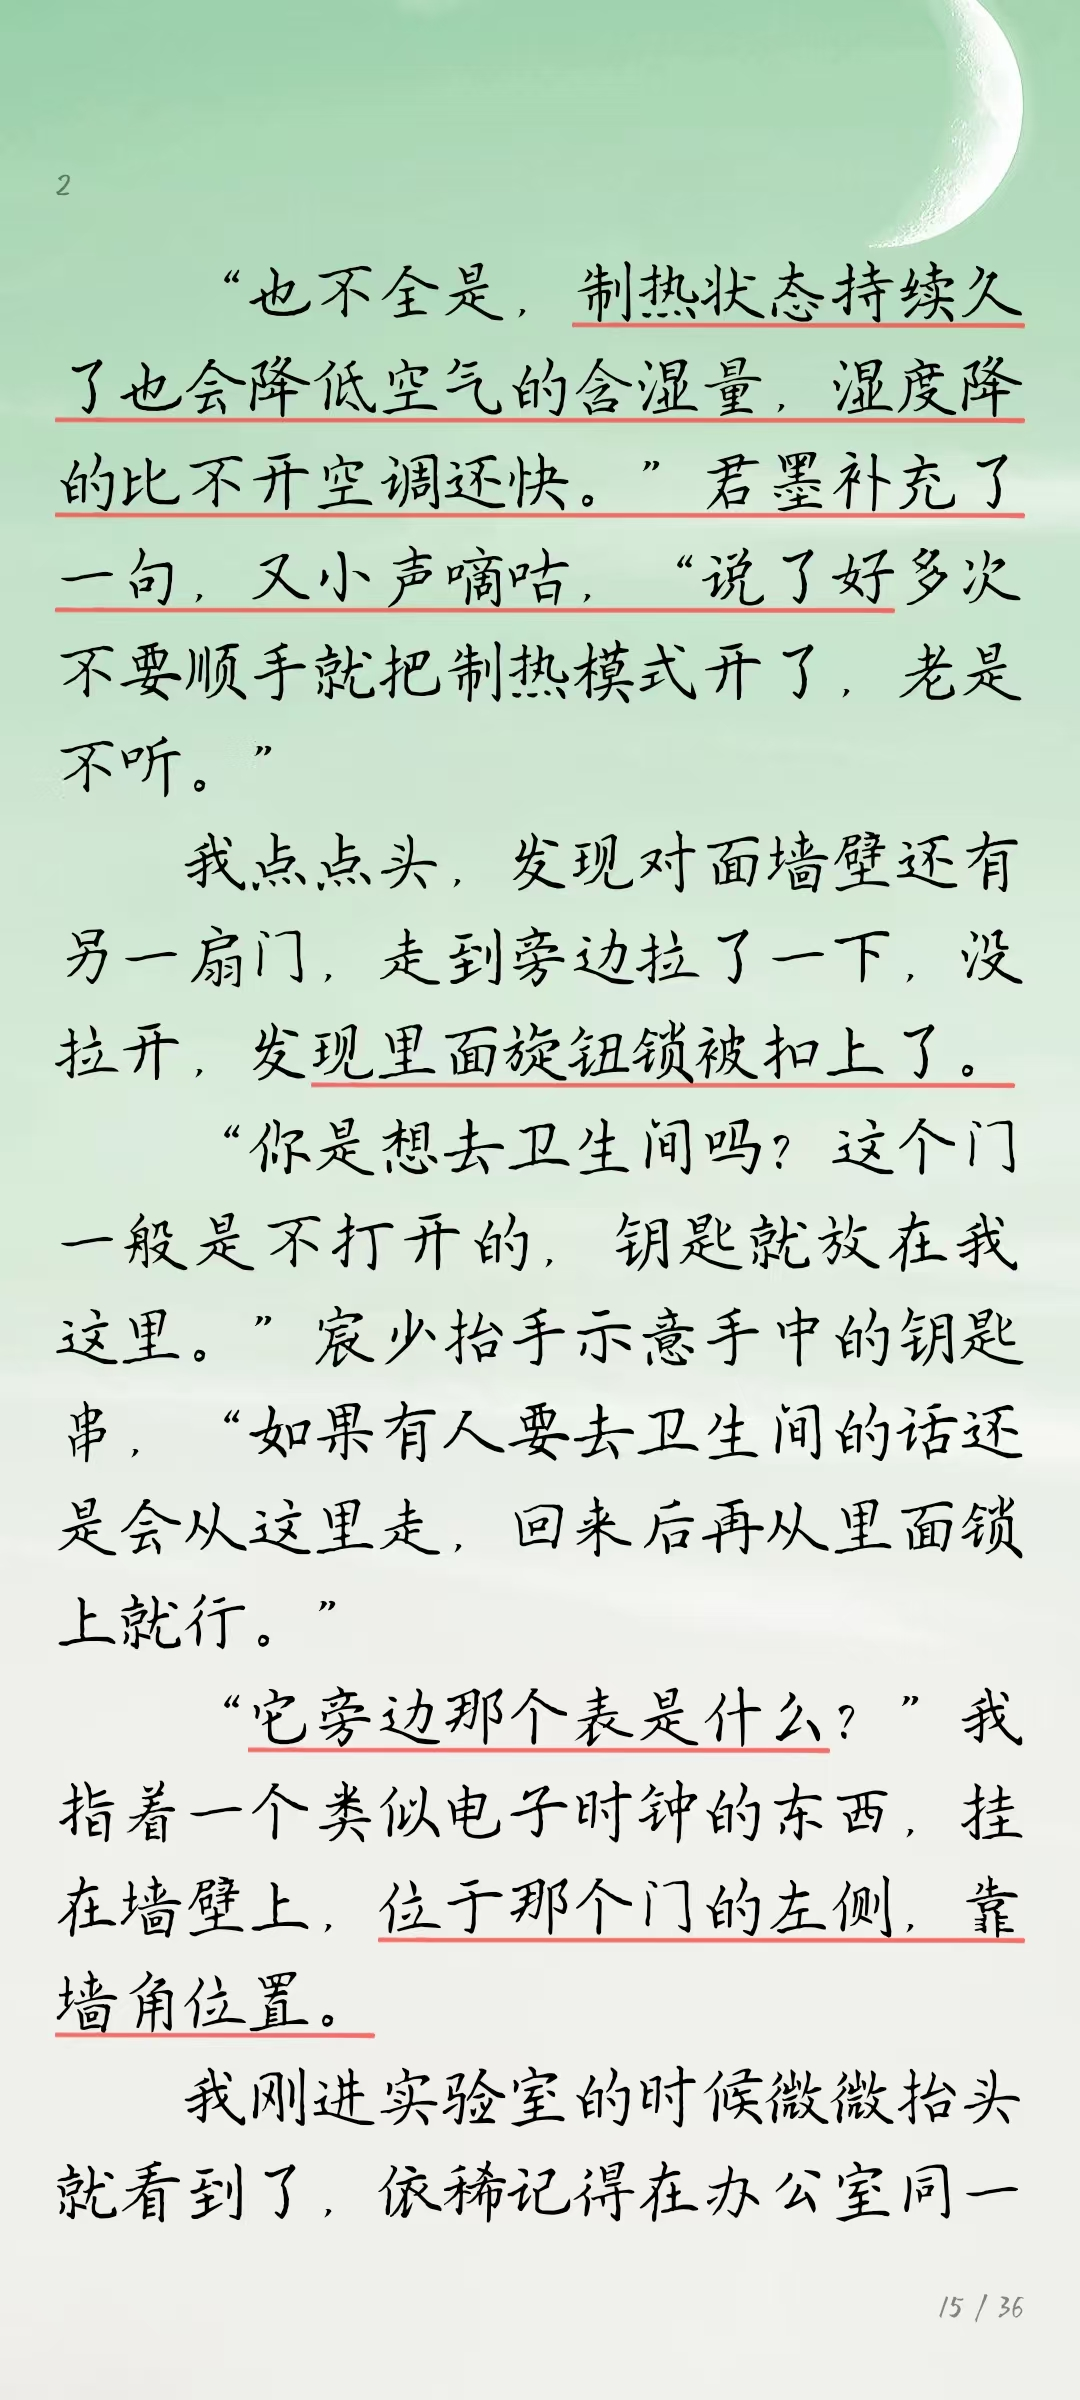 2
“也不全是，制热状态持续久
了也会降低空气的含湿量，湿度降
的比不开空调还快。”君墨补充了
一句，又小声嘀咕，“说了好多次
不要顺手就把制热模式开了，老是
不听。”
我点点头，发现对面墙壁还有
另一扇门，走到旁边拉了一下，没
拉开，发现里面旋钮锁被扣上了。
“你是想去卫生间吗？这个门
一般是不打开的，钥匙就放在我
这里。”宸少抬手示意手中的钥匙
串，“如果有人要去卫生间的话还
是会从这里走，回来后再从里面锁
上就行。”
“它旁边那个表是什么？”我
指着一个类似电子时钟的东西，挂
在墙壁上，位于那个门的左侧，靠
墙角位置。
我刚进实验室的时候微微抬头
就看到了，依稀记得在办公室同一
15 / 36